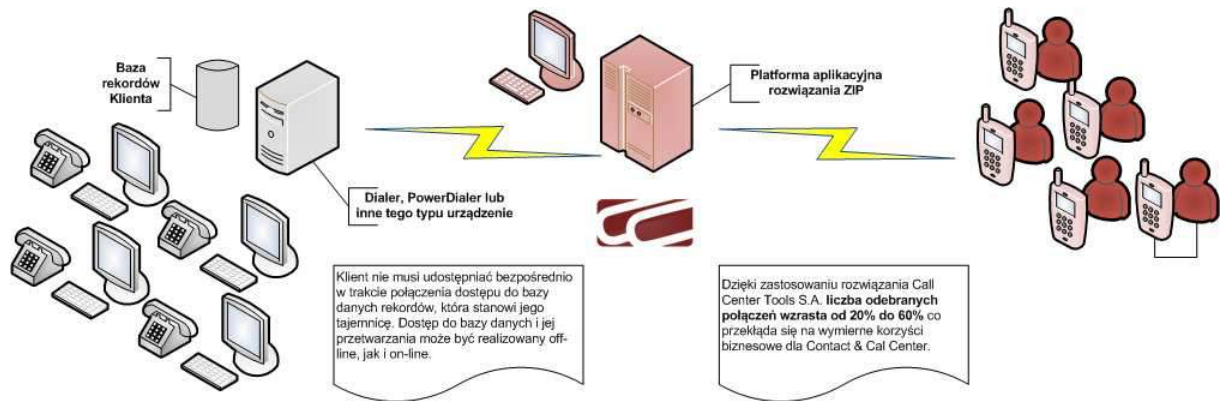 Baza
rekordów
Klienta
Dialer, PowerDialer lub
inne tego typu urządzenie
Platforma aplikacyjna
rozwiązania ZIP
Klient nie musi udostępniać bezpośrednio
w trakcie połączenia dostępu do bazy
danych rekordów, która stanowi jego
tajemnicę. Dostęp do bazy danych i jej
przetwarzania może być realizowany off-
line, jak i on-line.
Dzięki zastosowaniu rozwiązania Call
Center Tools S.A. liczba odebranych
połączeń wzrasta od 20% do 60% co
przekłąda się na wymierne korzyści
biznesowe dla Contact & Cal Center.